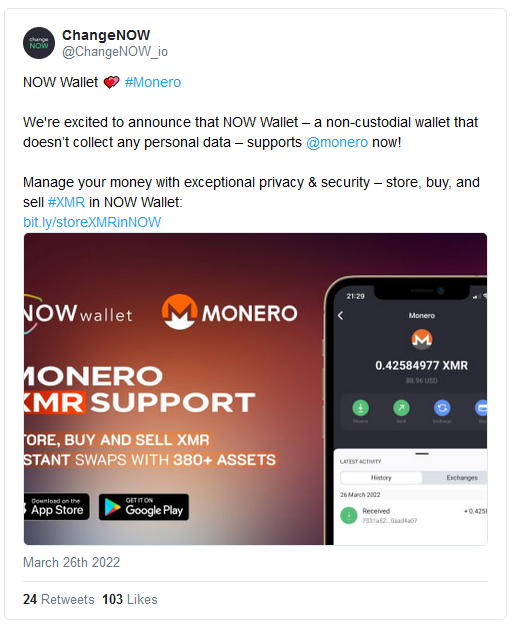 change
NOW
ChangeNOW
@ChangeNOW_io
NOW Wallet 💞 #Monero
We're excited to announce that NOW Wallet – a non-custodial wallet that
doesn't collect any personal data – supports @monero now!
Manage your money with exceptional privacy & security – store, buy, and
sell #XMR in NOW Wallet:
bit.ly/storeXMRinNOW
NOW wallet
MONERO
MONERO
XMR SUPPORT
TORE, BUY AND SELL XMR
STANT SWAPS WITH 380+ ASSETS
Download on the
App Store
GET IT ON
Google Play
21:29
Monero
0.42584977 XMR
88.96 USD
Receive
Send
Exchange
LATEST ACTIVITY
History
Exchanges
26 March 2022
Received
+ 0.4258
7531a52...0aad4a07
March 26th 2022
24 Retweets 103 Likes